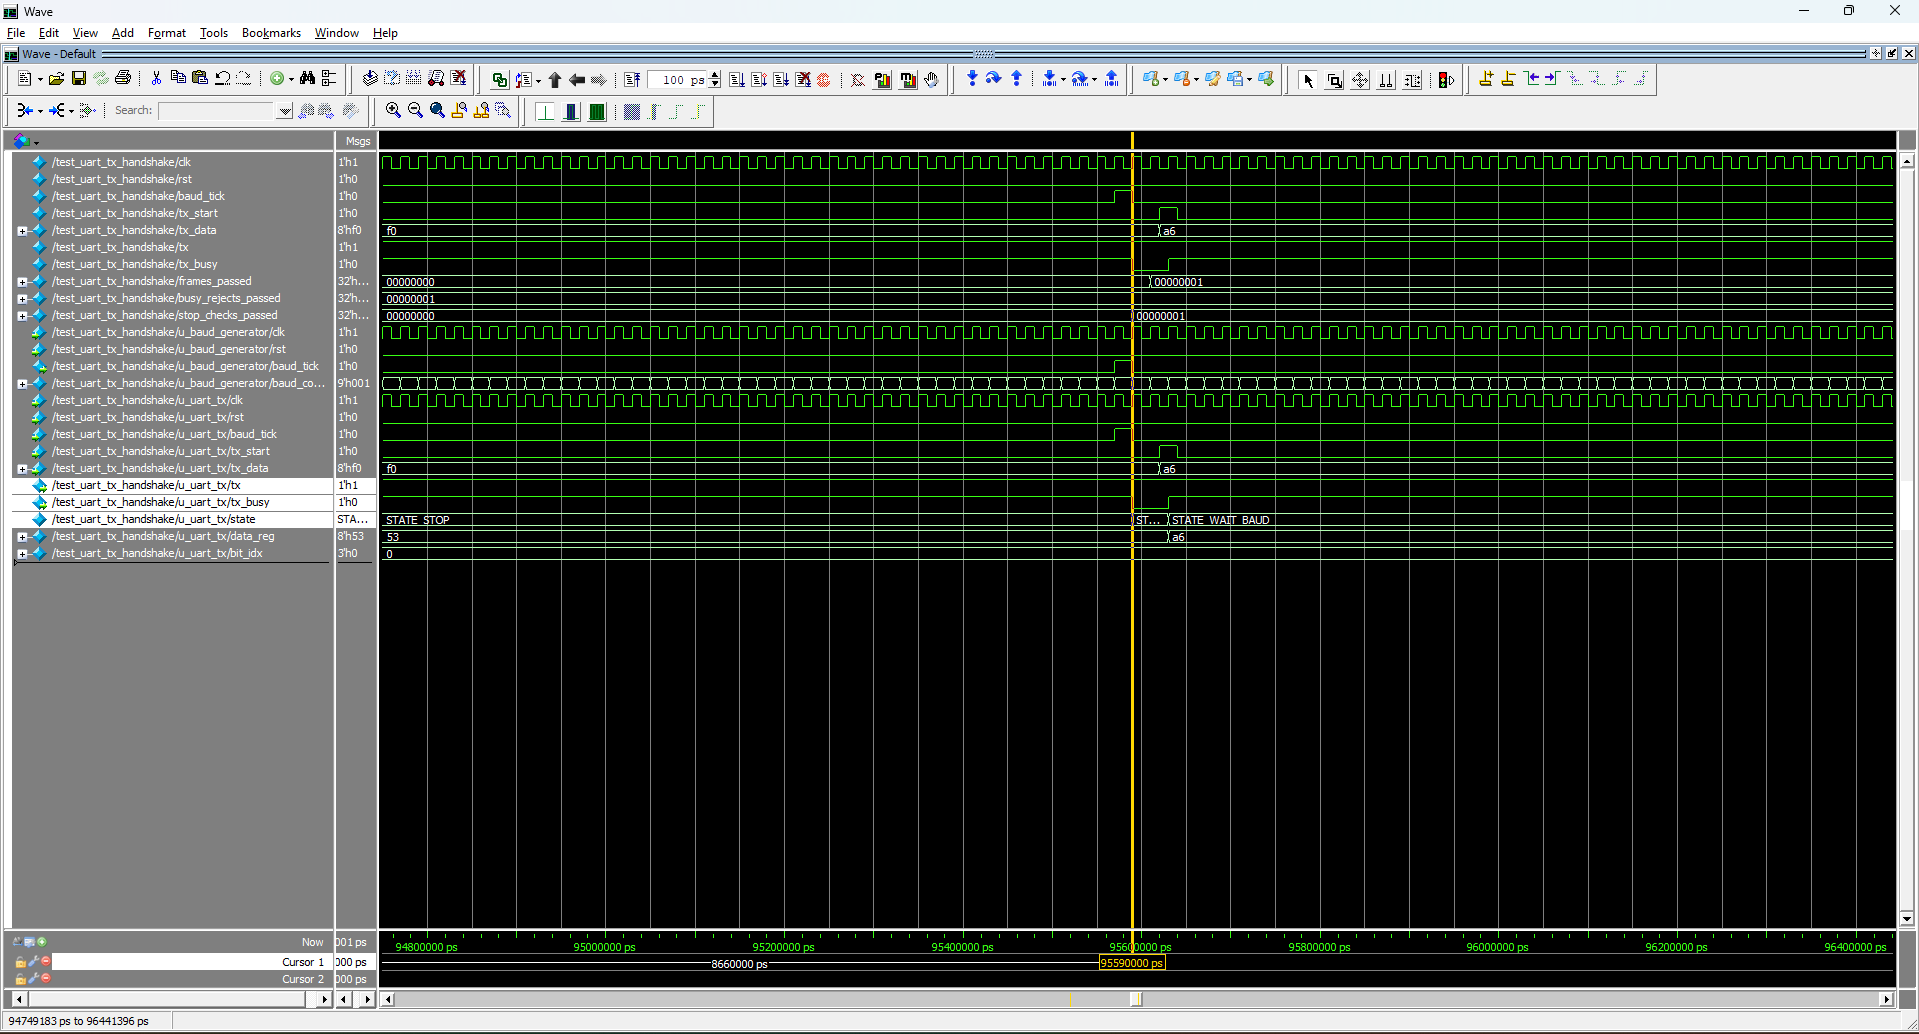 Wave
File Edit View Add Format Tools Bookmarks Window Help
Wave - Default
100 ps
Search:
Msgs
/test_uart_tx_handshake/clk 1'h1
/test_uart_tx_handshake/rst 1'h0
/test_uart_tx_handshake/baud_tick 1'h0
/test_uart_tx_handshake/tx_start 1'h0
/test_uart_tx_handshake/tx_data 8'hf0 f0 a6
/test_uart_tx_handshake/tx 1'h1
/test_uart_tx_handshake/tx_busy 1'h0
/test_uart_tx_handshake/frames_passed 32'h... 00000000 00000001
/test_uart_tx_handshake/busy_rejects_passed 32'h... 00000001
/test_uart_tx_handshake/stop_checks_passed 32'h... 00000000 00000001
/test_uart_tx_handshake/u_baud_generator/clk 1'h1
/test_uart_tx_handshake/u_baud_generator/rst 1'h0
/test_uart_tx_handshake/u_baud_generator/baud_tick 1'h0
/test_uart_tx_handshake/u_baud_generator/baud_co... 9'h001
/test_uart_tx_handshake/u_uart_tx/clk 1'h1
/test_uart_tx_handshake/u_uart_tx/rst 1'h0
/test_uart_tx_handshake/u_uart_tx/baud_tick 1'h0
/test_uart_tx_handshake/u_uart_tx/tx_start 1'h0
/test_uart_tx_handshake/u_uart_tx/tx_data 8'hf0 f0 a6
/test_uart_tx_handshake/u_uart_tx/tx 1'h1
/test_uart_tx_handshake/u_uart_tx/tx_busy 1'h0
/test_uart_tx_handshake/u_uart_tx/state STA... STATE_STOP ST... STATE_WAIT_BAUD
/test_uart_tx_handshake/u_uart_tx/data_reg 8'h53 53 a6
/test_uart_tx_handshake/u_uart_tx/bit_idx 3'h0 0
Now 001 ps 94800000 ps 95000000 ps 95200000 ps 95400000 ps 95600000 ps 95800000 ps 96000000 ps 96200000 ps 96400000 ps
Cursor 1 000 ps 8660000 ps 95590000 ps
Cursor 2 000 ps
94749183 ps to 96441396 ps